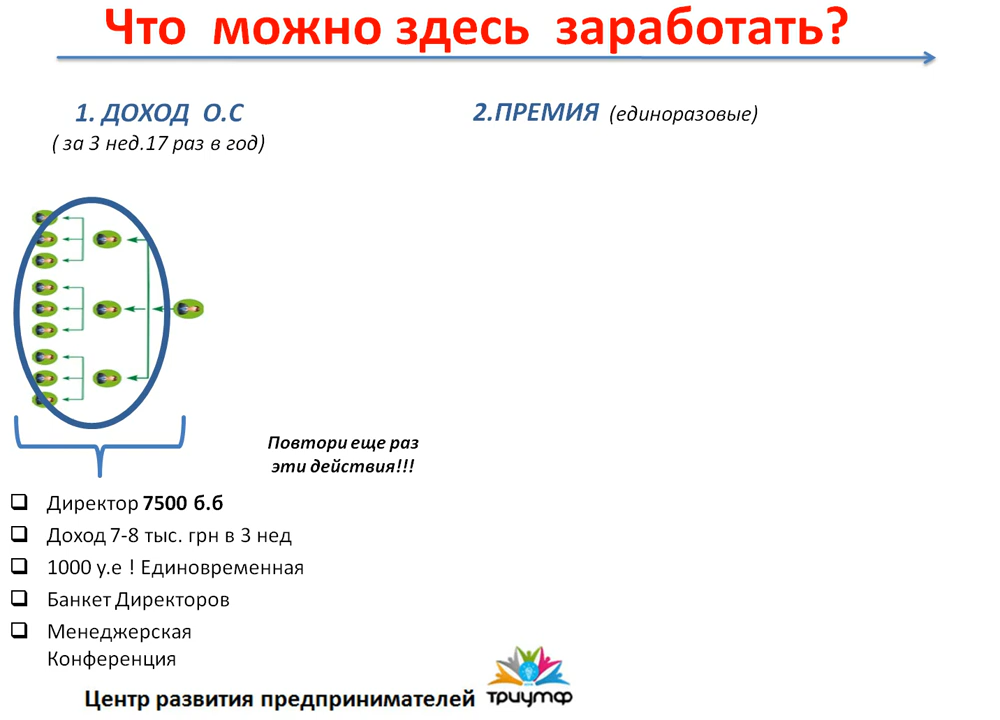 Что можно здесь заработать?
1. ДОХОД О.С
( за 3 нед.17 раз в год)
2.ПРЕМИЯ (единоразовые)
Повтори еще раз
эти действия!!!
Директор 7500 б.б
Доход 7-8 тыс. грн в 3 нед
1000 у.е ! Единовременная
Банкет Директоров
Менеджерская
Конференция
Центр развития предпринимателей
триумф